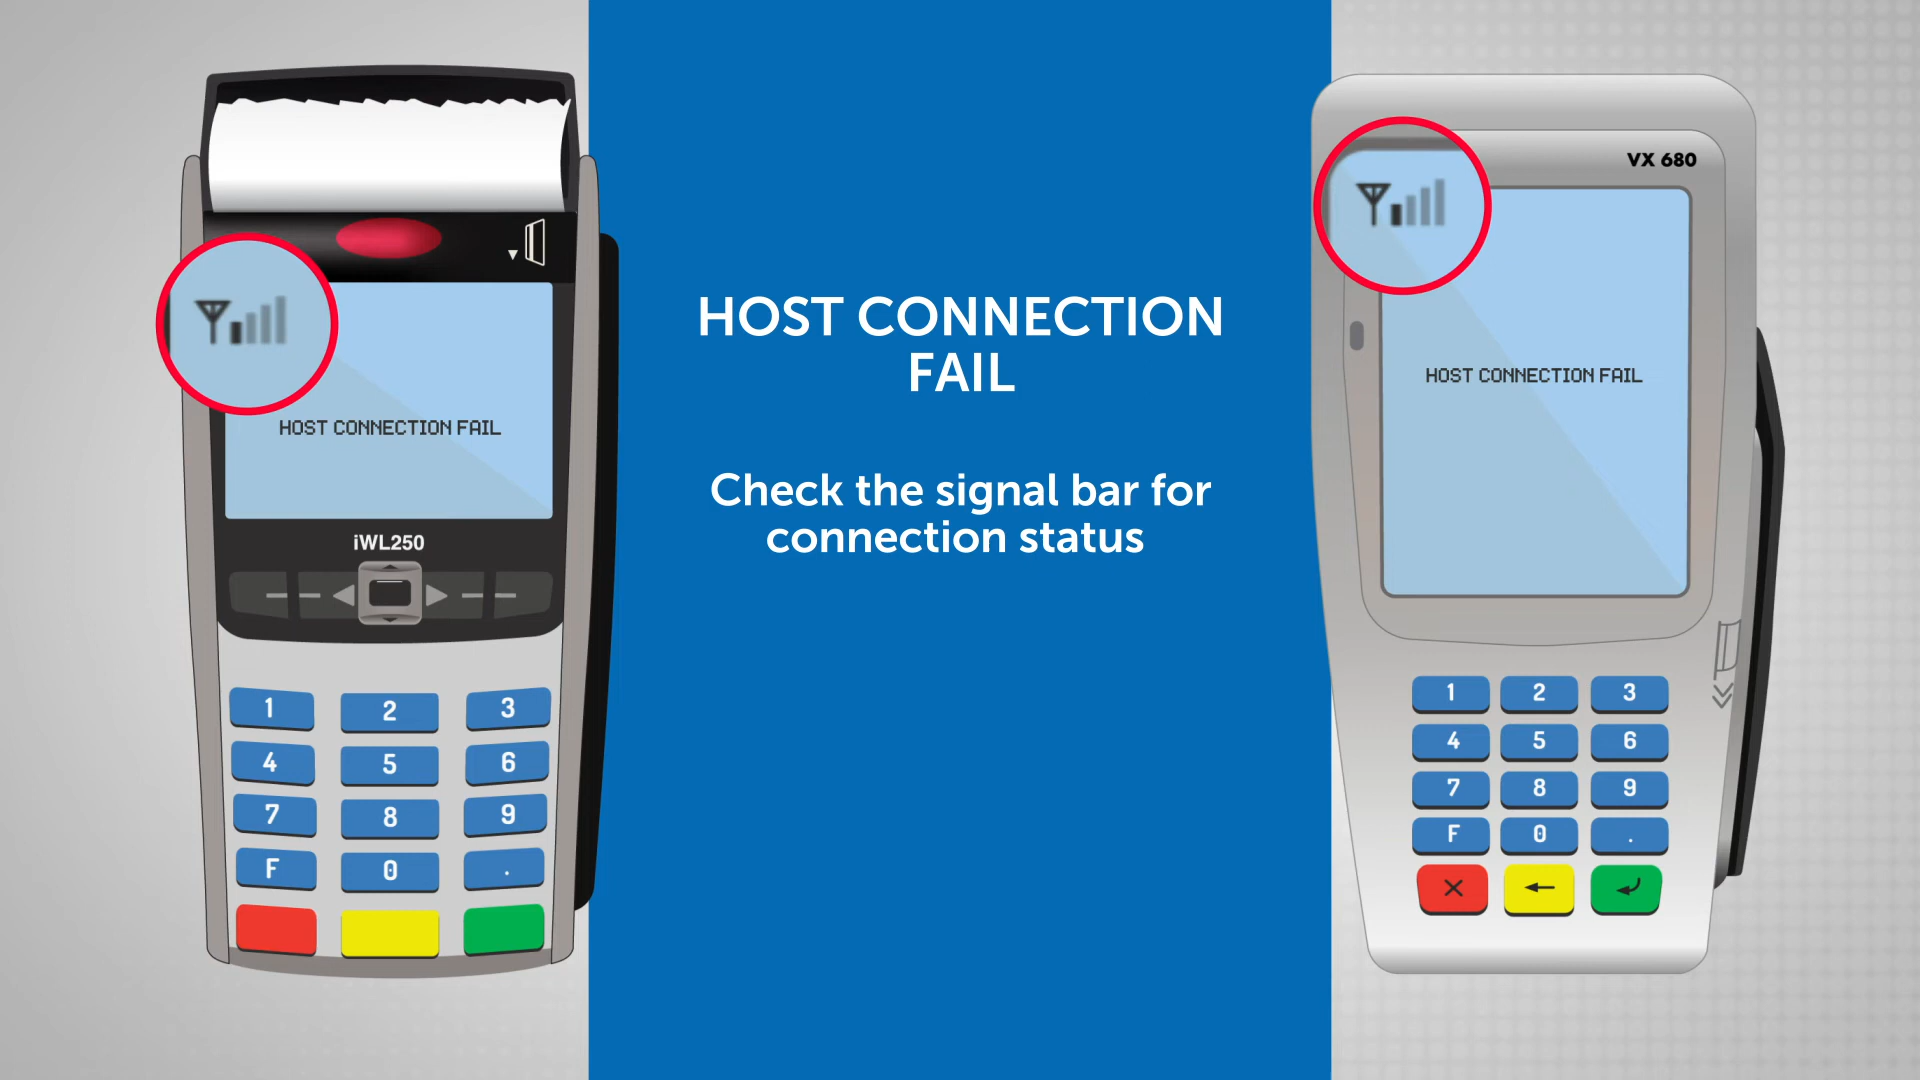 HOST CONNECTION FAIL
iWL250
1 2 3
4 5 6
7 8 9
F 0 .
HOST CONNECTION
FAIL
Check the signal bar for
connection status
VX 680
HOST CONNECTION FAIL
1 2 3
4 5 6
7 8 9
F 0 .